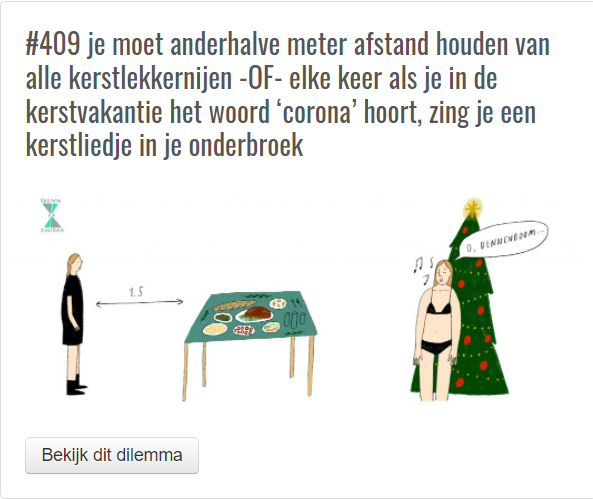 #409 je moet anderhalve meter afstand houden van
alle kerstlekkernijen -OF- elke keer als je in de
kerstvakantie het woord ‘corona’ hoort, zing je een
kerstliedje in je onderbroek
1.5
O, DENNENBOOM...
Bekijk dit dilemma